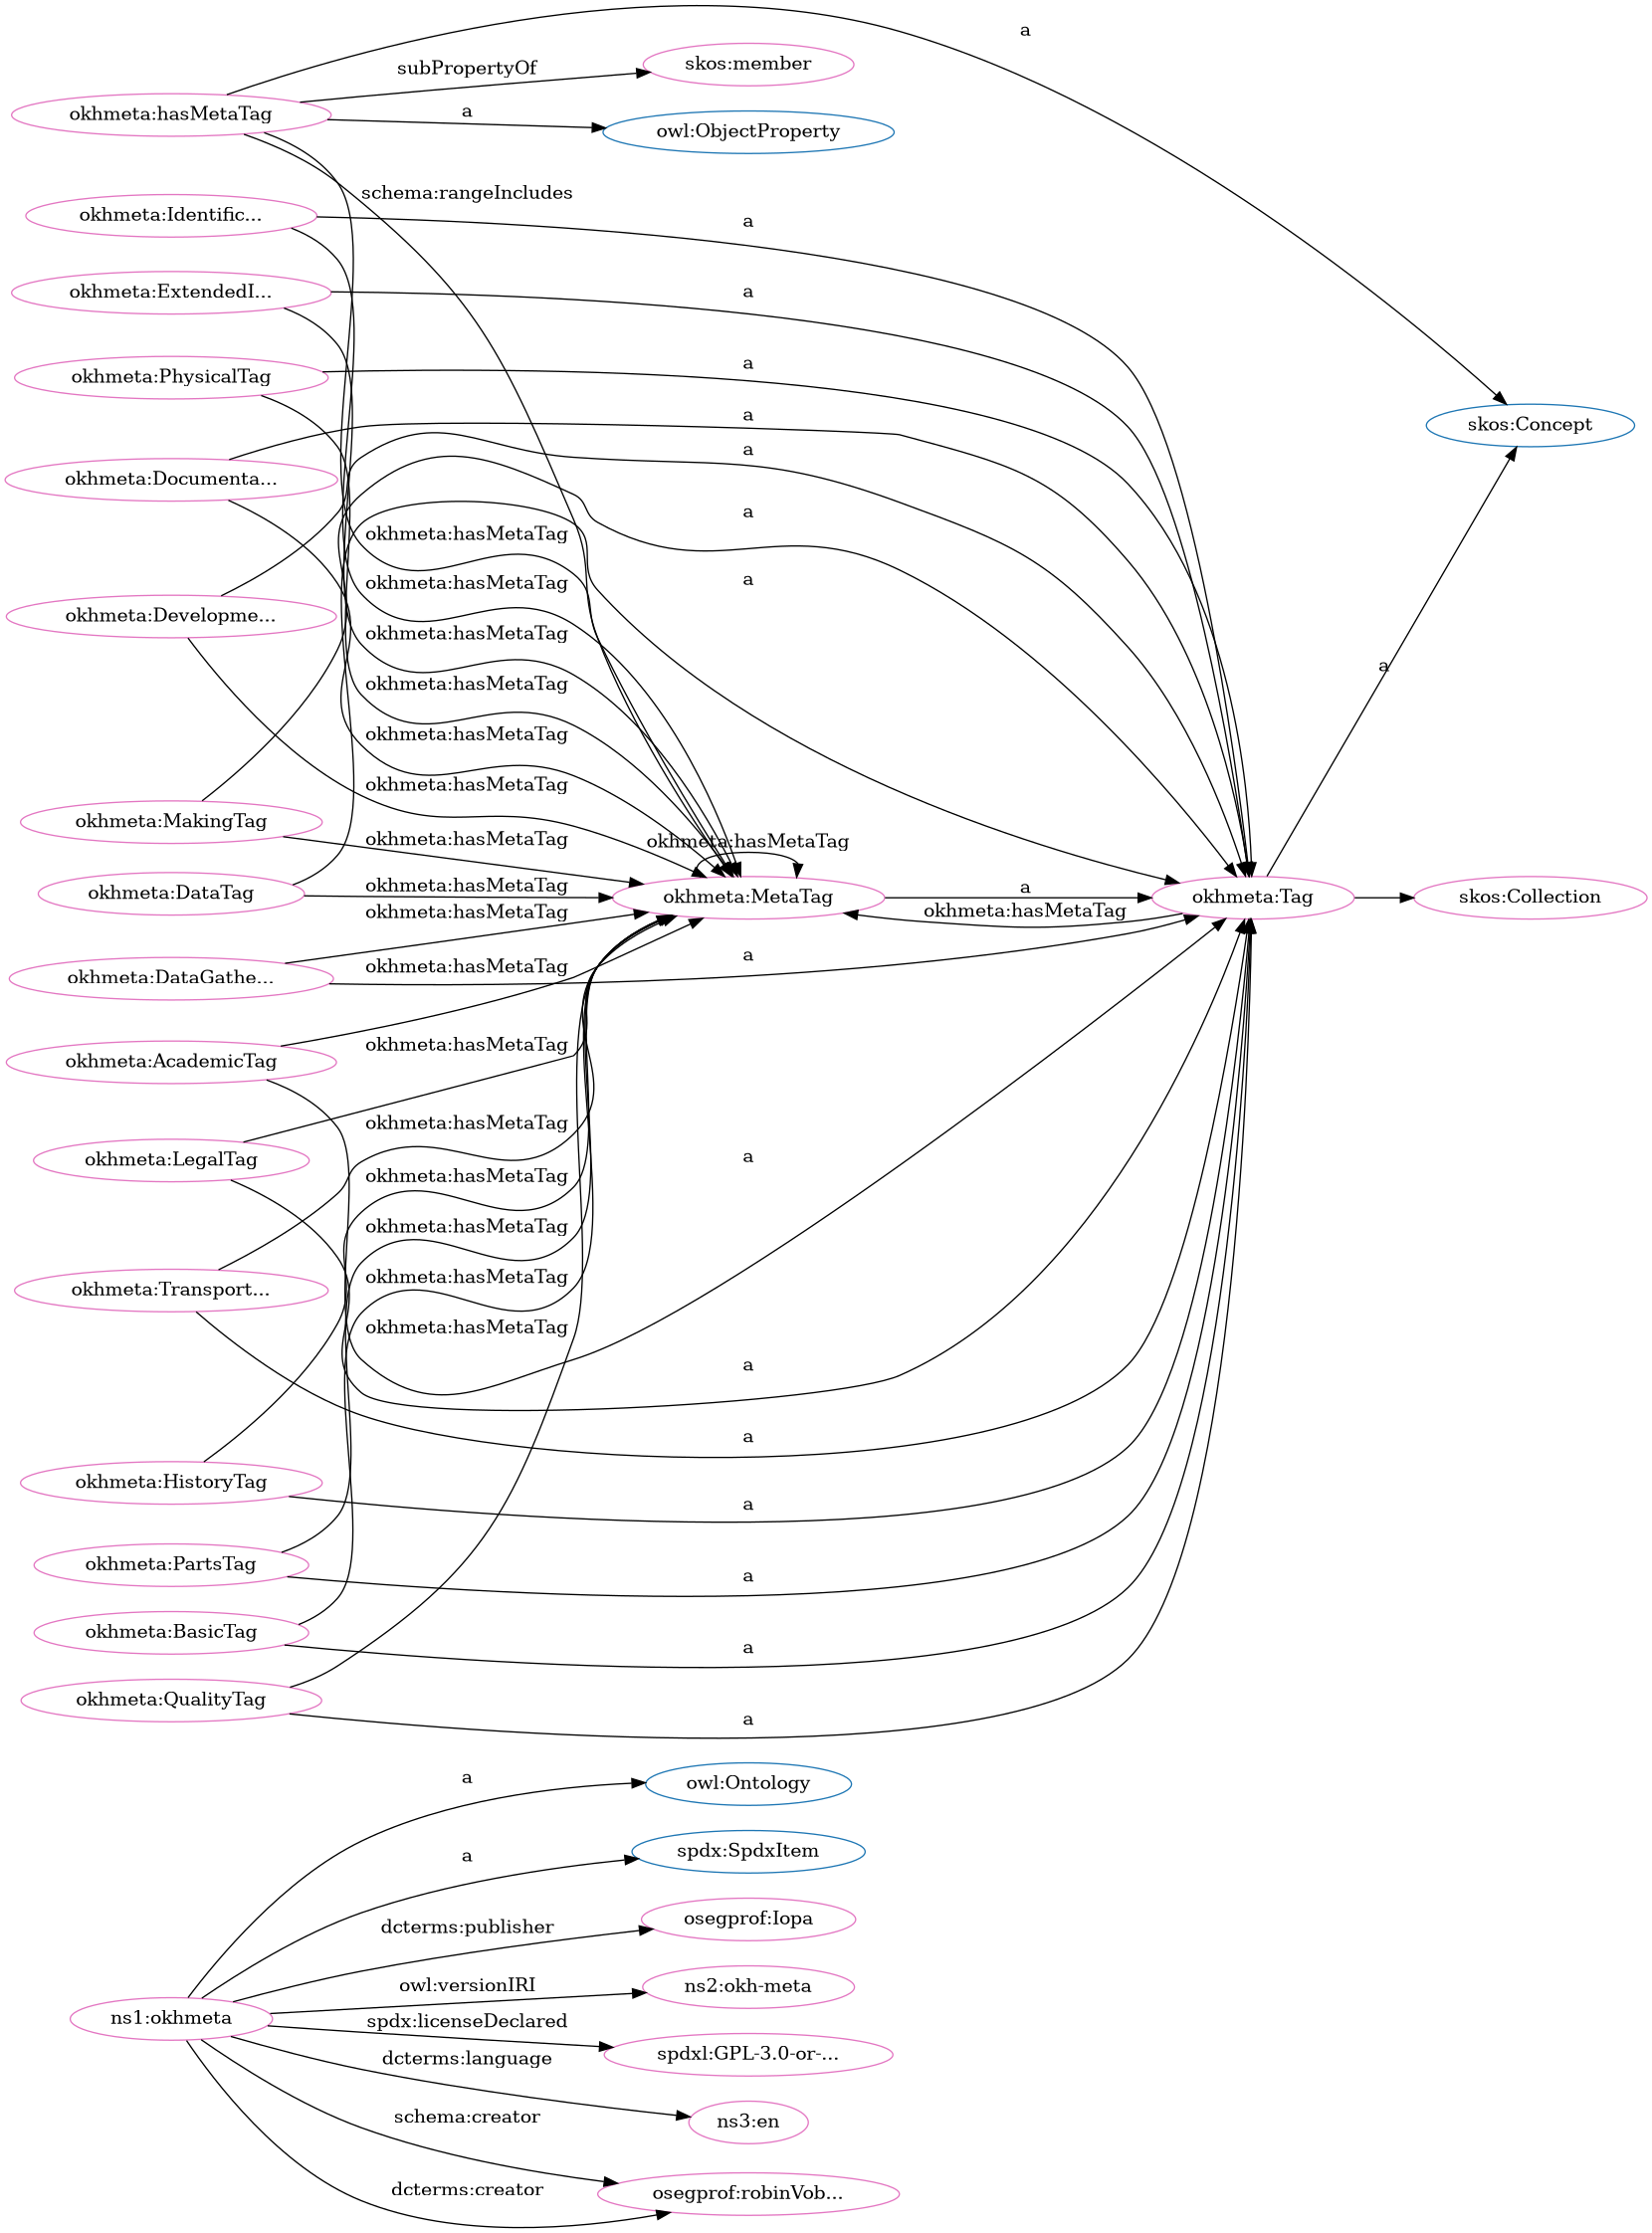 a
skos:member
subPropertyOf
okhmeta:hasMetaTag
a
owl:ObjectProperty
schema:rangeIncludes
okhmeta:Identific...
a
okhmeta:ExtendedI...
a
a
okhmeta:PhysicalTag
a
skos:Concept
a
okhmeta:Documenta...
a
okhmeta:hasMetaTag
a
okhmeta:hasMetaTag
okhmeta:Developme...
okhmeta:hasMetaTag
a
okhmeta:hasMetaTag
okhmeta:hasMetaTag
okhmeta:hasMetaTag
okhmeta:MakingTag
okhmeta:hasMetaTag
okhmeta:hasMetaTag
okhmeta:DataTag
okhmeta:hasMetaTag
okhmeta:MetaTag
a
okhmeta:Tag
skos:Collection
okhmeta:hasMetaTag
okhmeta:hasMetaTag
a
okhmeta:DataGathe...
okhmeta:hasMetaTag
okhmeta:hasMetaTag
okhmeta:AcademicTag
okhmeta:hasMetaTag
okhmeta:LegalTag
a
okhmeta:hasMetaTag
okhmeta:hasMetaTag
okhmeta:Transport...
okhmeta:hasMetaTag
okhmeta:hasMetaTag
a
a
okhmeta:HistoryTag
a
okhmeta:PartsTag
a
okhmeta:BasicTag
a
okhmeta:QualityTag
a
a
owl:Ontology
a
spdx:SpdxItem
dcterms:publisher
osegprof:Iopa
owl:versionIRI
ns2:okh-meta
ns1:okhmeta
spdx:licenseDeclared
spdxl:GPL-3.0-or-...
dcterms:language
schema:creator
ns3:en
dcterms:creator
osegprof:robinVob...